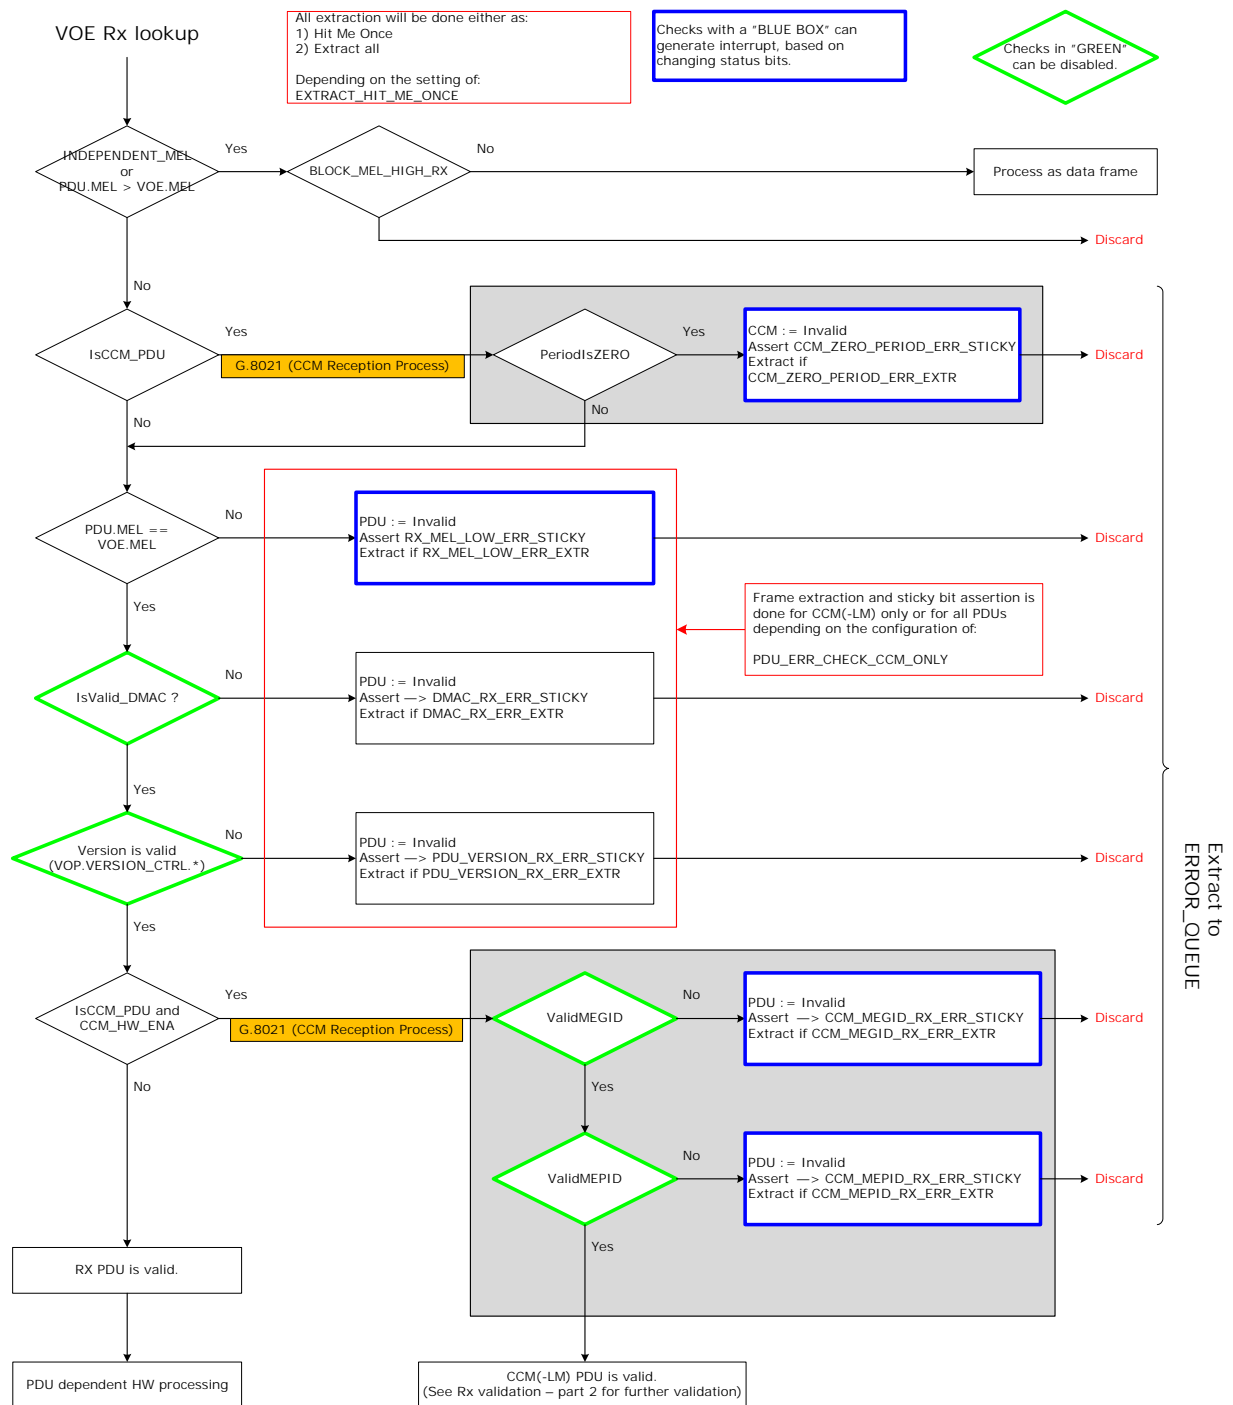 VOE Rx lookup
All extraction will be done either as:
1) Hit Me Once
2) Extract all
Depending on the setting of:
EXTRACT_HIT_ME_ONCE
Checks with a "BLUE BOX" can
generate interrupt, based on
changing status bits.
Checks in "GREEN"
can be disabled.
INDEPENDENT_MEL
or
PDU.MEL > VOE.MEL
Yes
BLOCK_MEL_HIGH_RX
No
Process as data frame
Discard
No
IsCCM_PDU
Yes
G.8021 (CCM Reception Process)
PeriodIsZERO
Yes
CCM := Invalid
Assert CCM_ZERO_PERIOD_ERR_STICKY
Extract if
CCM_ZERO_PERIOD_ERR_EXTR
Discard
No
No
PDU.MEL ==
VOE.MEL
No
PDU := Invalid
Assert RX_MEL_LOW_ERR_STICKY
Extract if RX_MEL_LOW_ERR_EXTR
Discard
Yes
Frame extraction and sticky bit assertion is
done for CCM(-LM) only or for all PDUs
depending on the configuration of:
PDU_ERR_CHECK_CCM_ONLY
IsValid_DMAC ?
No
PDU := Invalid
Assert —> DMAC_RX_ERR_STICKY
Extract if DMAC_RX_ERR_EXTR
Discard
Yes
Version is valid
(VOP.VERSION_CTRL.*)
No
PDU := Invalid
Assert —> PDU_VERSION_RX_ERR_STICKY
Extract if PDU_VERSION_RX_ERR_EXTR
Discard
Extract to
ERROR_QUEUE
Yes
IsCCM_PDU and
CCM_HW_ENA
Yes
G.8021 (CCM Reception Process)
ValidMEGID
No
PDU := Invalid
Assert —> CCM_MEGID_RX_ERR_STICKY
Extract if CCM_MEGID_RX_ERR_EXTR
Discard
No
Yes
ValidMEPID
No
PDU := Invalid
Assert —> CCM_MEPID_RX_ERR_STICKY
Extract if CCM_MEPID_RX_ERR_EXTR
Discard
Yes
RX PDU is valid.
PDU dependent HW processing
CCM(-LM) PDU is valid.
(See Rx validation – part 2 for further validation)